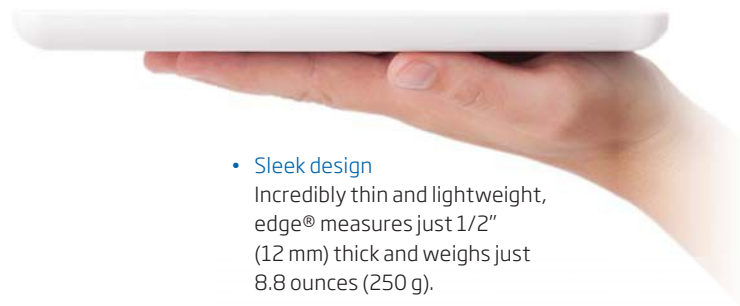 • Sleek design
Incredibly thin and lightweight,
edge® measures just 1/2”
(12 mm) thick and weighs just
8.8 ounces (250 g).